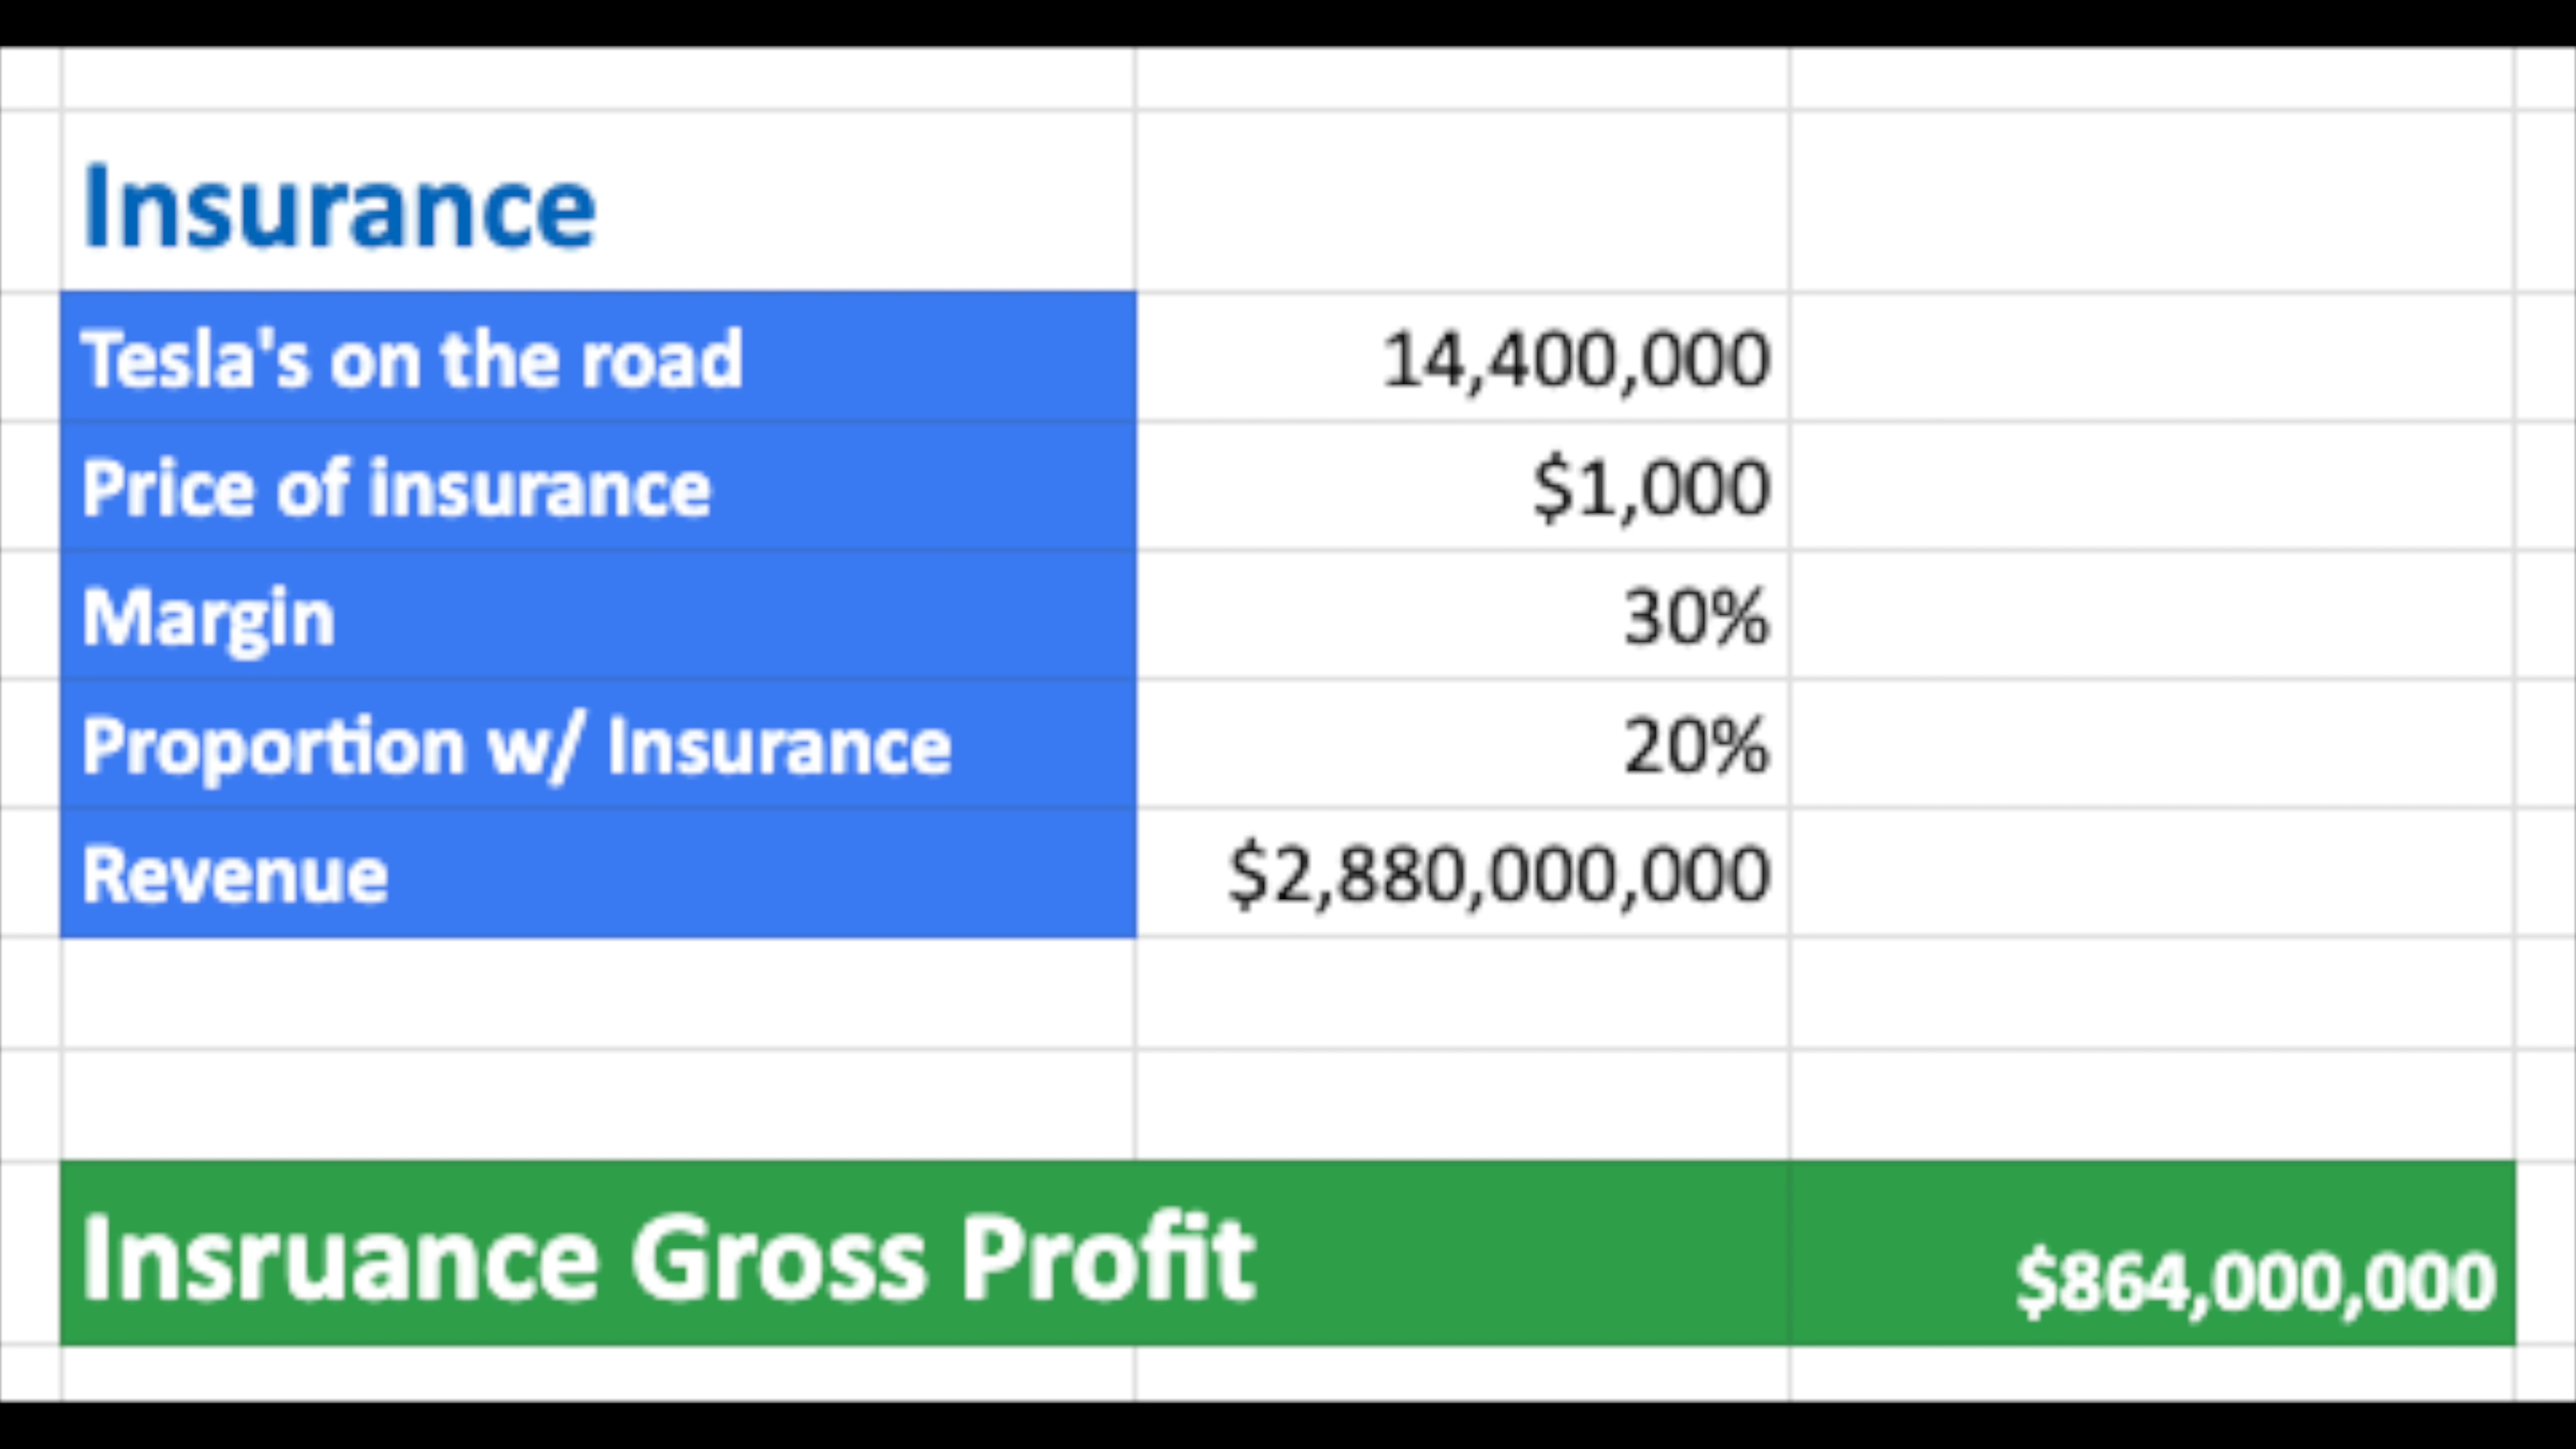 Insurance
Tesla's on the road 14,400,000
Price of insurance $1,000
Margin 30%
Proportion w/ Insurance 20%
Revenue $2,880,000,000
Insruance Gross Profit $864,000,000